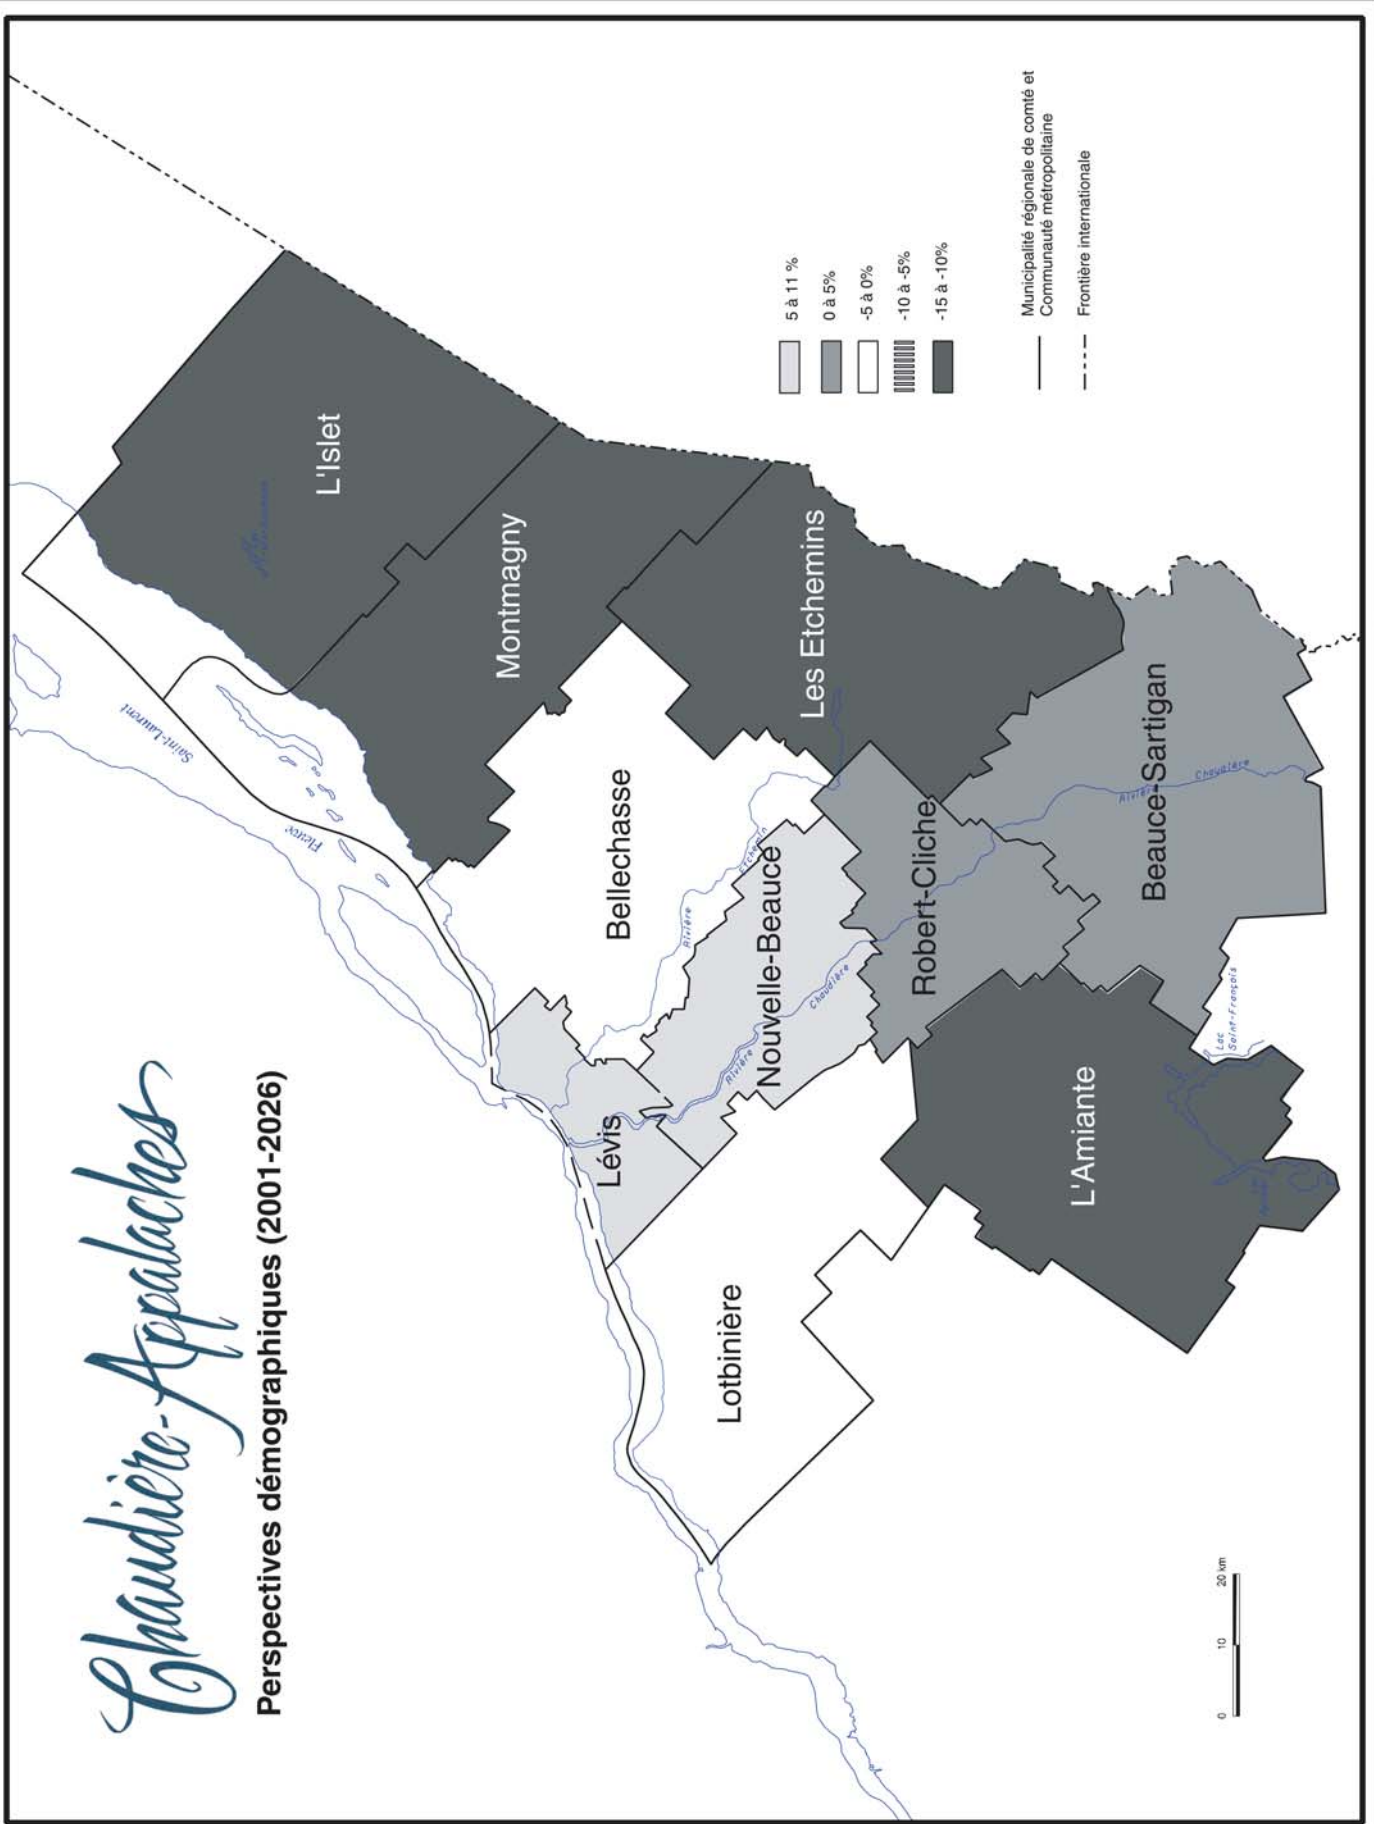 Chaudière-Appalaches
Perspectives démographiques (2001-2026)
Saint-Laurent
Fleuve
L'Islet
Montmagny
Bellechasse
Les Etchemins
Lévis
Rivière
Etchemin
Nouvelle-Beauce
Rivière
Chaudière
Robert-Cliche
Beauce-Sartigan
Rivière
Chaudière
Lotbinière
L'Amiante
Lac
Saint-François
5 à 11 %
0 à 5%
-5 à 0%
-10 à -5%
-15 à -10%
Municipalité régionale de comté et
Communauté métropolitaine
Frontière internationale
0 10 20 km